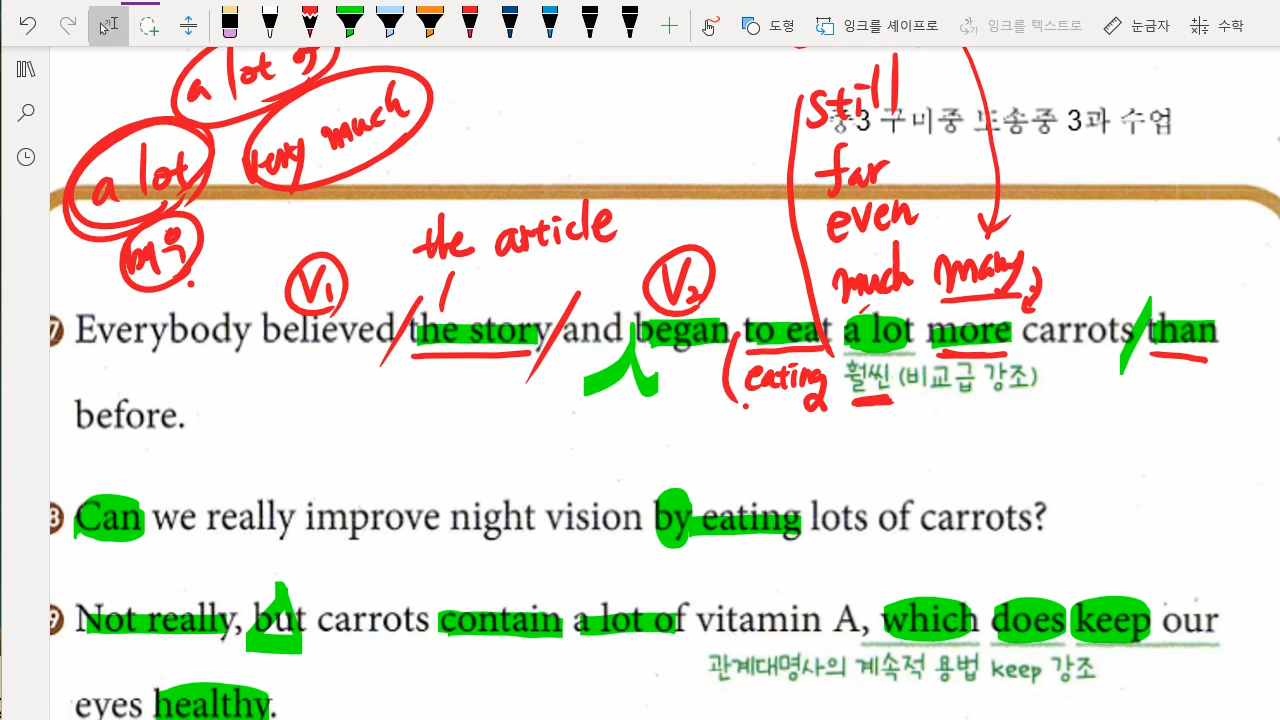 도형 잉크를 셰이프로 잉크를 텍스트로 눈금자 수학
a lot of
very much
a lot
매우.
still
중3 구미중 도송중 3과 수업
far
even
the article
much many
V₁ V₂
Everybody believed the story and began to eat a lot more carrots than
eating 훨씬 (비교급 강조)
before.
Can we really improve night vision by eating lots of carrots?
Not really, but carrots contain a lot of vitamin A, which does keep our
관계대명사의 계속적 용법 keep 강조
eyes healthy.